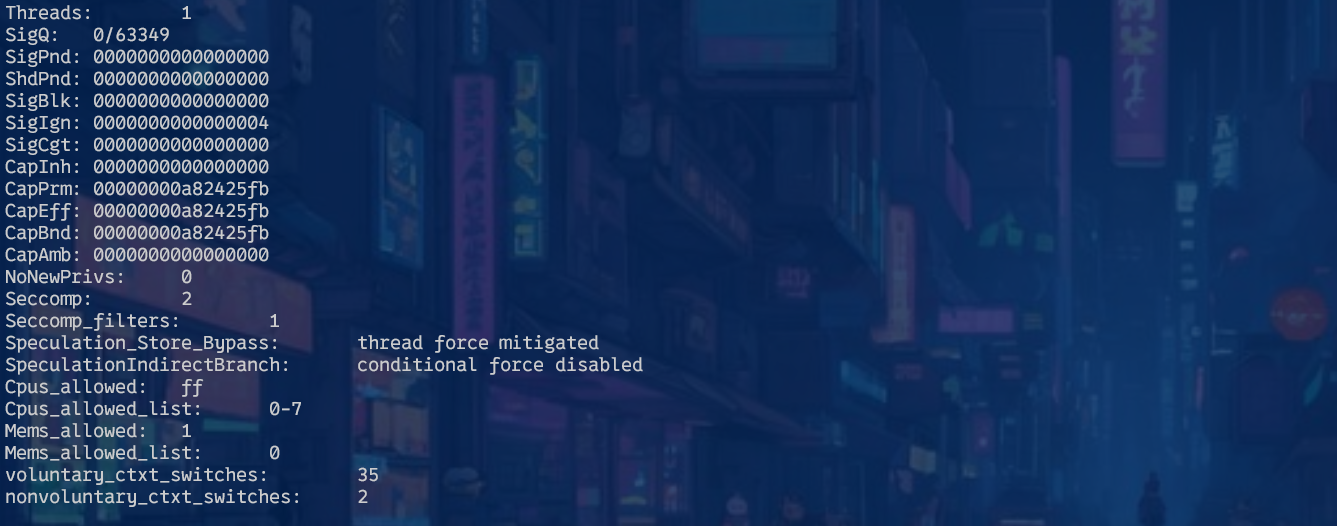 Threads:        1
SigQ:   0/63349
SigPnd: 0000000000000000
ShdPnd: 0000000000000000
SigBlk: 0000000000000000
SigIgn: 0000000000000004
SigCgt: 0000000000000000
CapInh: 0000000000000000
CapPrm: 00000000a82425fb
CapEff: 00000000a82425fb
CapBnd: 00000000a82425fb
CapAmb: 0000000000000000
NoNewPrivs:     0
Seccomp:        2
Seccomp_filters:        1
Speculation_Store_Bypass:       thread force mitigated
SpeculationIndirectBranch:      conditional force disabled
Cpus_allowed:   ff
Cpus_allowed_list:      0-7
Mems_allowed:   1
Mems_allowed_list:      0
voluntary_ctxt_switches:        35
nonvoluntary_ctxt_switches:     2